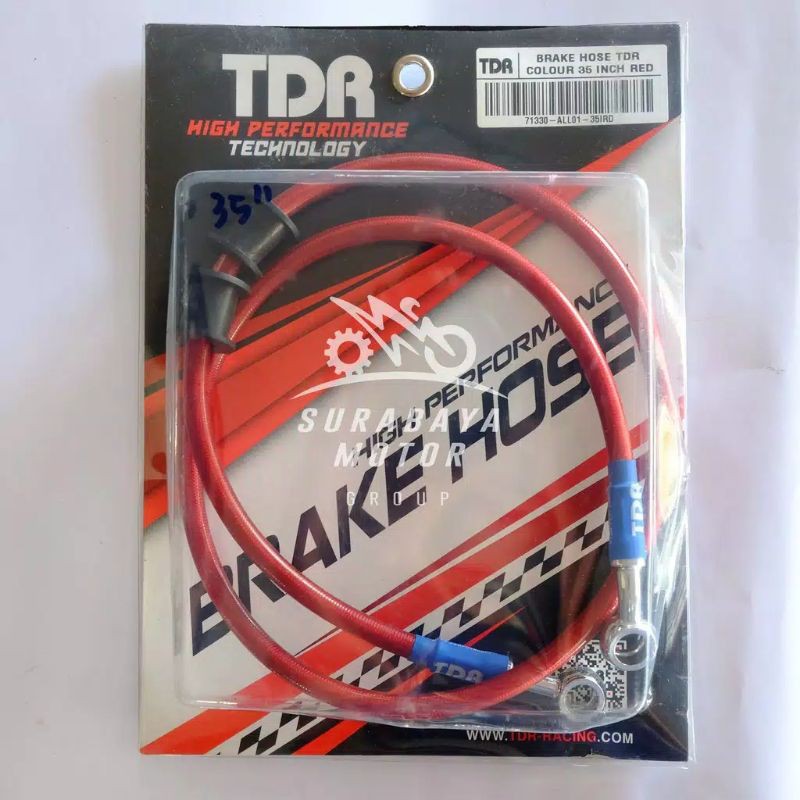 TDR
HIGH PERFORMANCE
TECHNOLOGY
TDR
BRAKE HOSE TDR
COLOUR 35 INCH RED
71330-ALL01-35IRD
35"
HIGH PERFORMANCE
BRAKE HOSE
SURABAYA
MOTOR
GROUP
TDR
TDR
WWW.TDR-RACING.COM